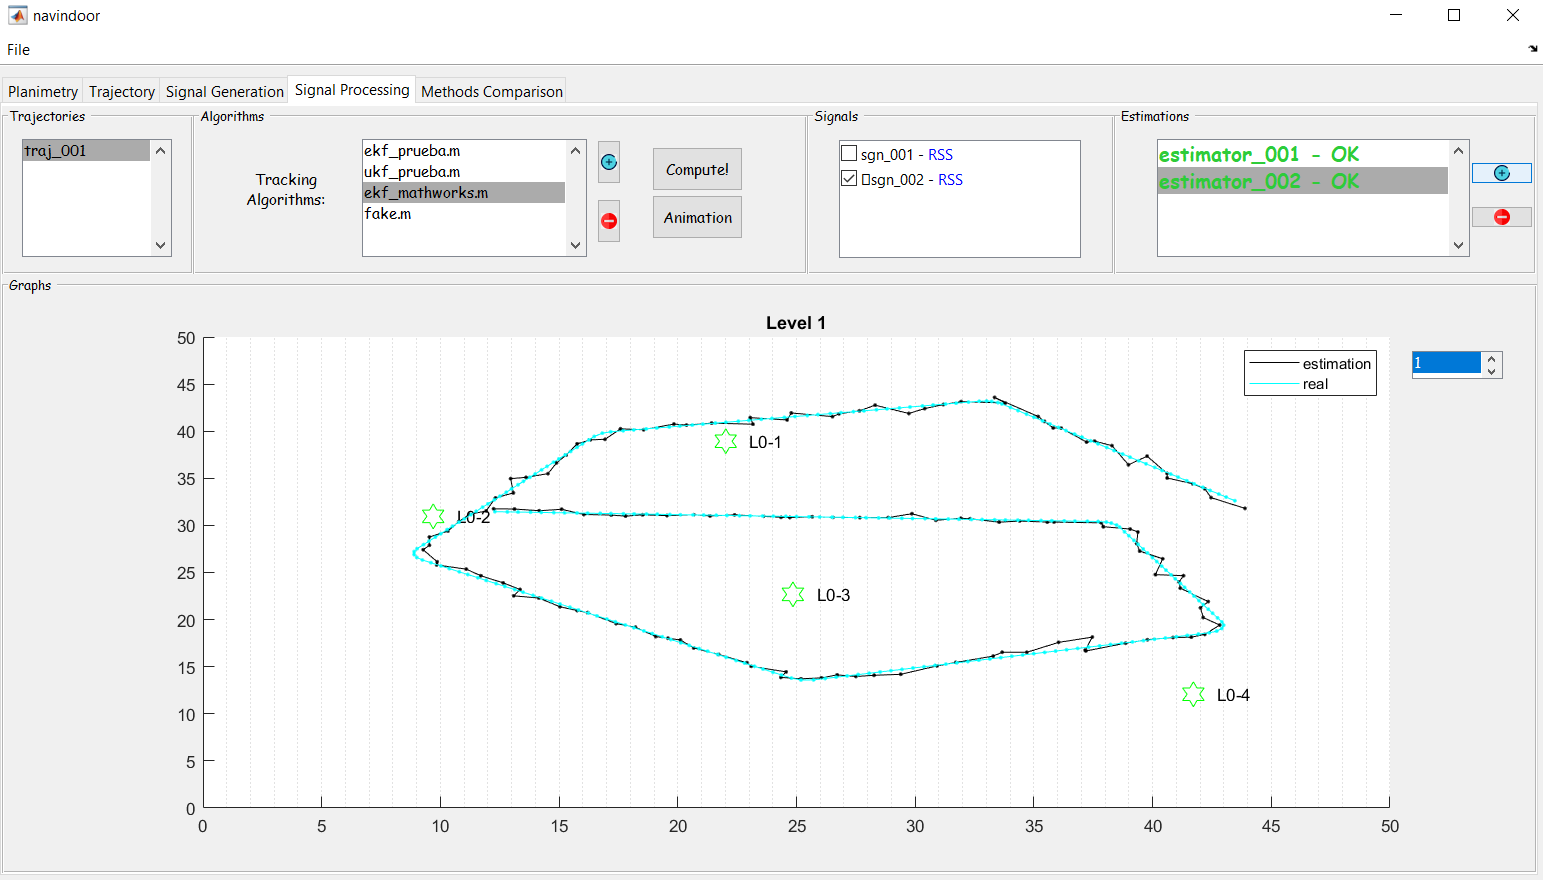 navindoor
File
Planimetry Trajectory Signal Generation Signal Processing Methods Comparison
Trajectories
traj_001
Algorithms
Tracking
Algorithms:
ekf_prueba.m
ukf_prueba.m
ekf_mathworks.m
fake.m
Compute!
Animation
Signals
sgn_001 - RSS
sgn_002 - RSS
Estimations
estimator_001 - OK
estimator_002 - OK
Graphs
Level 1
estimation
real
1
50
45
40
35
30
25
20
15
10
5
0
L0-1
L0-2
L0-3
L0-4
0 5 10 15 20 25 30 35 40 45 50